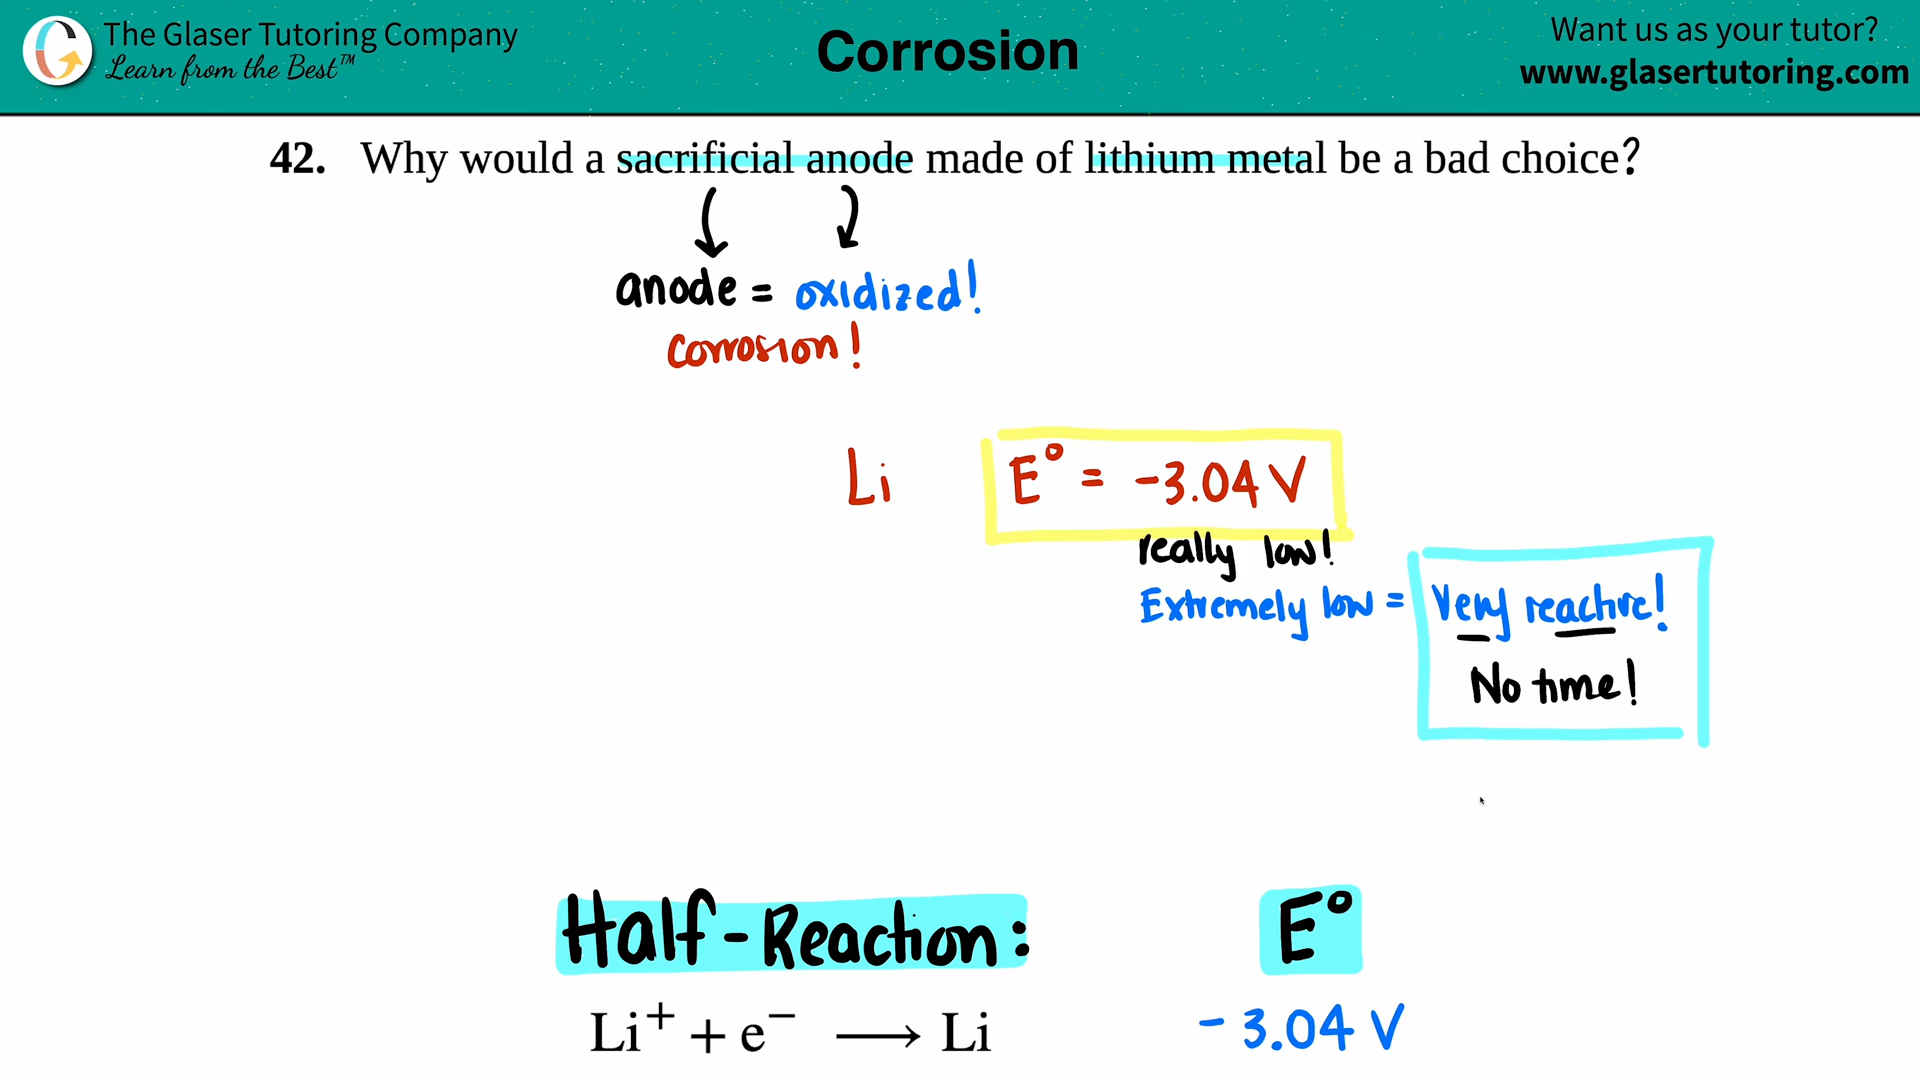 The Glaser Tutoring Company
Learn from the Best™
Corrosion
Want us as your tutor?
www.glasertutoring.com
42. Why would a sacrificial anode made of lithium metal be a bad choice?
anode = oxidized!
corrosion!
Li E° = -3.04 V
really low!
Extremely low = Very reactive!
No time!
Half-Reaction: E°
Li⁺ + e⁻ ⟶ Li -3.04 V